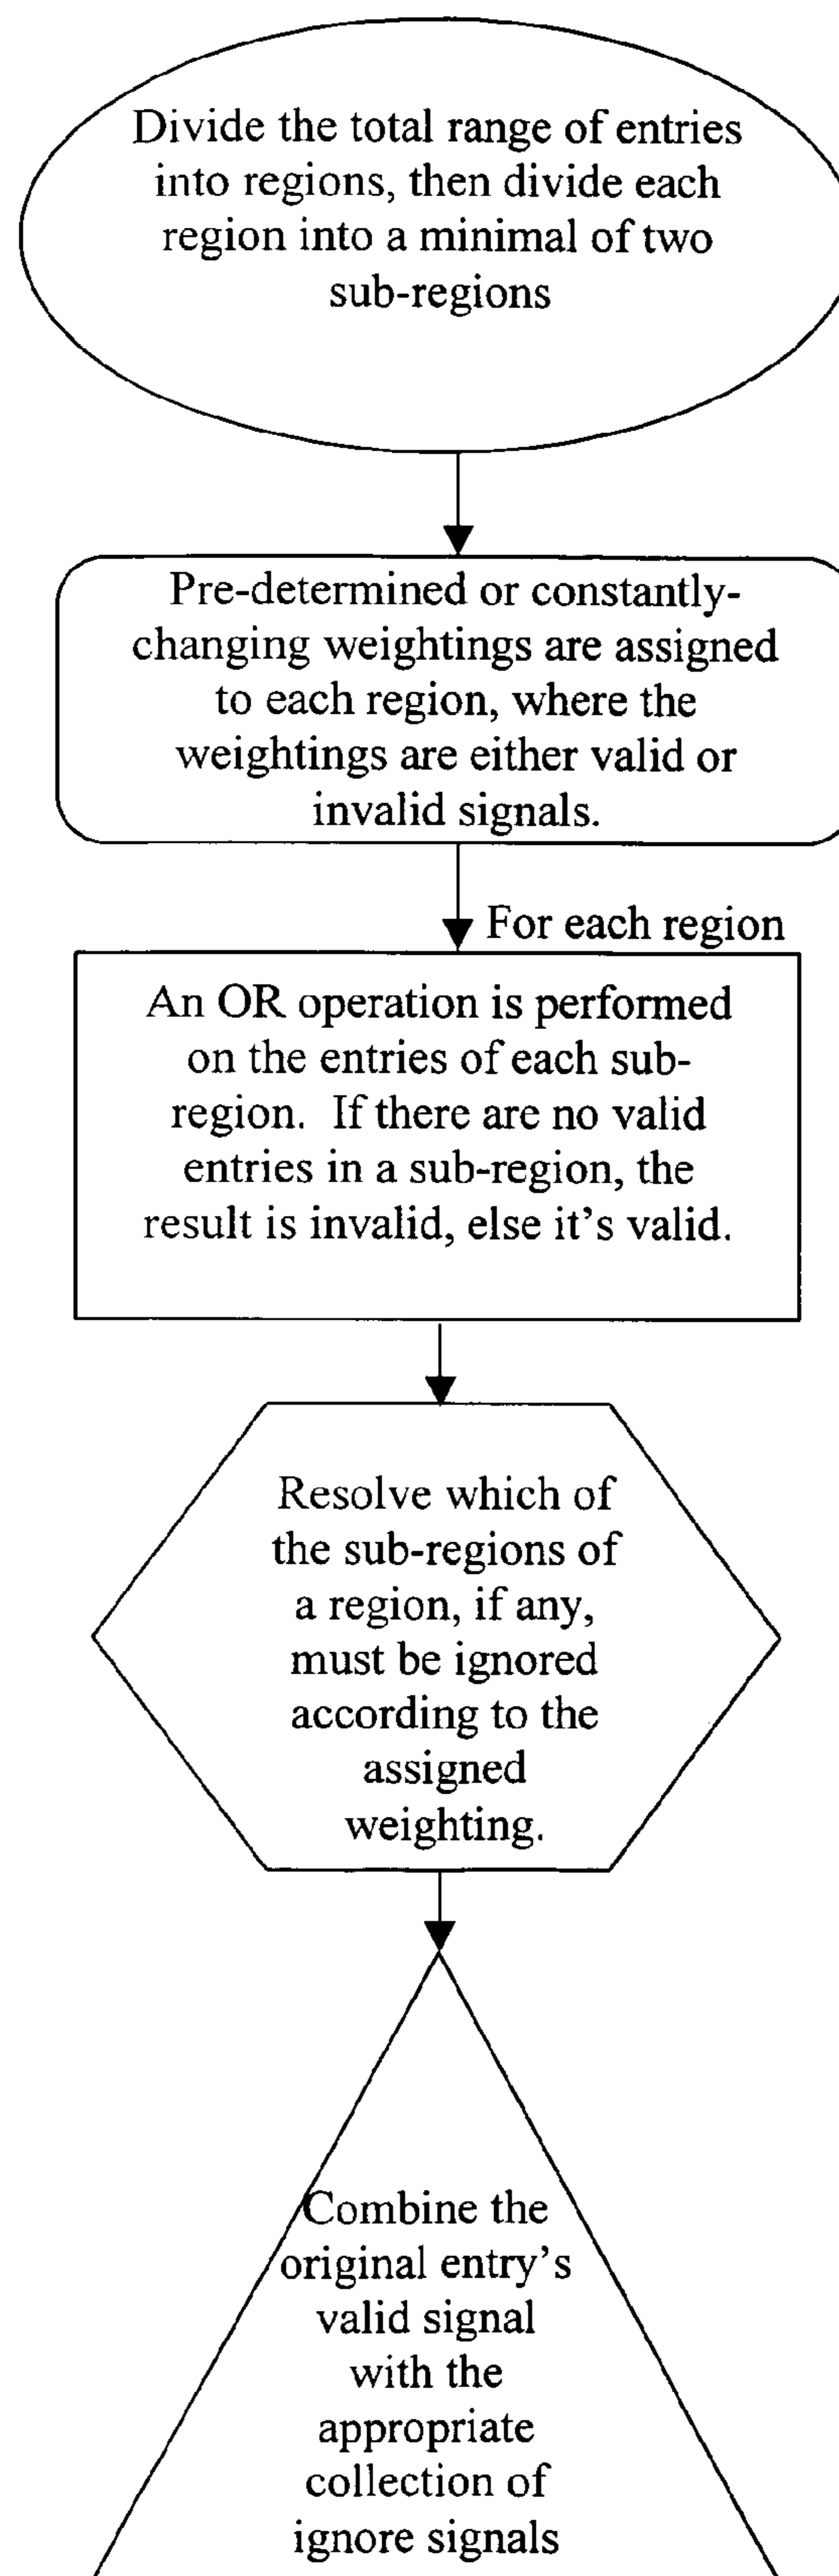 Divide the total range of entries
into regions, then divide each
region into a minimal of two
sub-regions
Pre-determined or constantly-
changing weightings are assigned
to each region, where the
weightings are either valid or
invalid signals.
For each region
An OR operation is performed
on the entries of each sub-
region.  If there are no valid
entries in a sub-region, the
result is invalid, else it's valid.
Resolve which of
the sub-regions of
a region, if any,
must be ignored
according to the
assigned
weighting.
Combine the
original entry's
valid signal
with the
appropriate
collection of
ignore signals